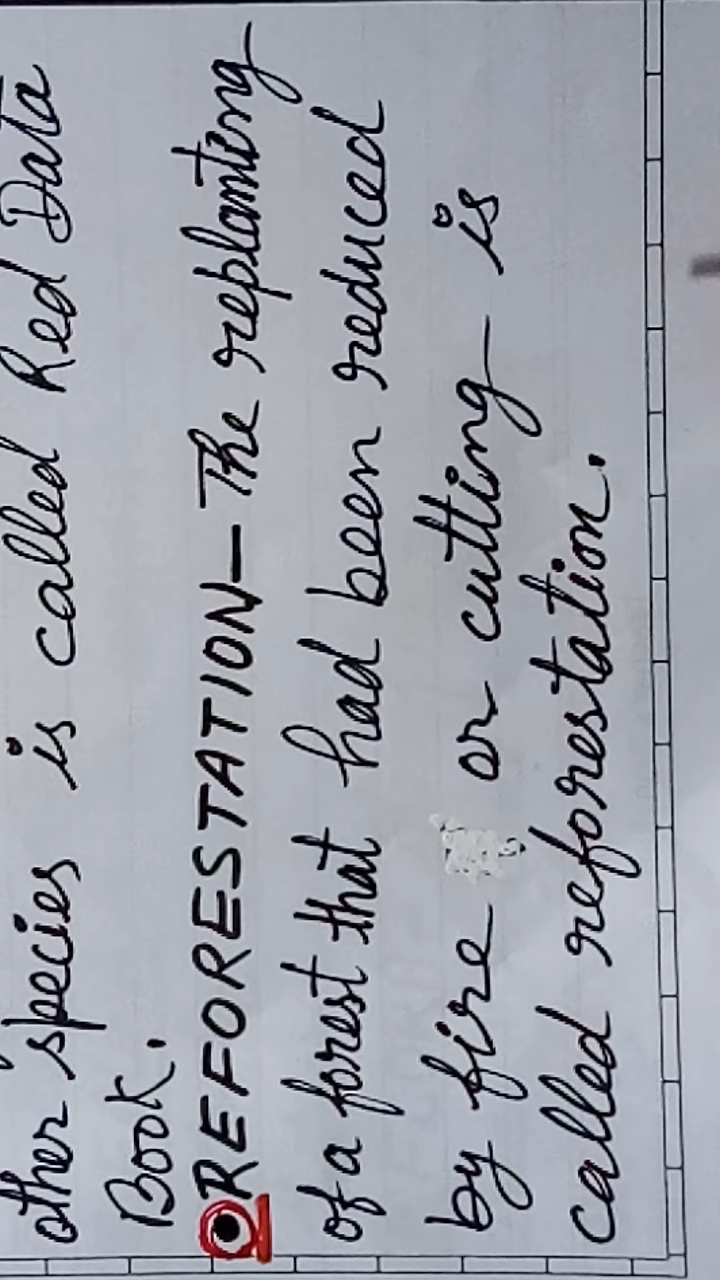 other species is called Red Data
Book.
REFORESTATION— The replanting
of a forest that had been reduced
by fire or cutting is
called reforestation.